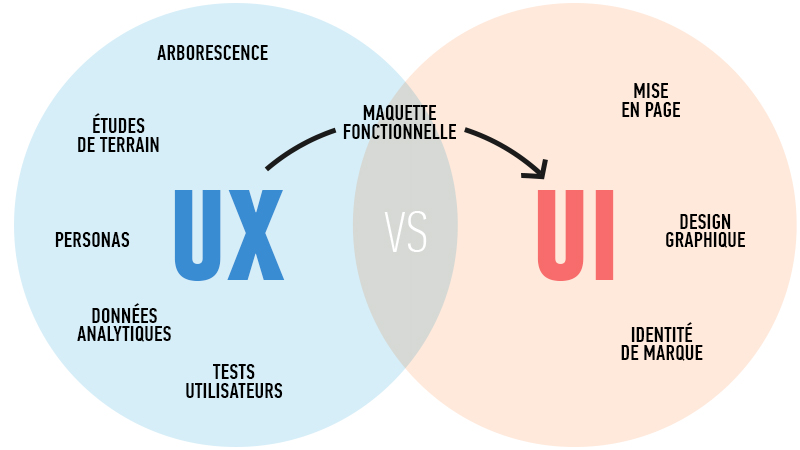 ARBORESCENCE
ÉTUDES
DE TERRAIN
PERSONAS
DONNÉES
ANALYTIQUES
TESTS
UTILISATEURS
UX
MAQUETTE
FONCTIONNELLE
VS
UI
MISE
EN PAGE
DESIGN
GRAPHIQUE
IDENTITÉ
DE MARQUE